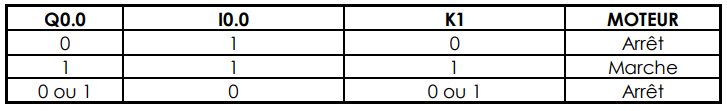 Q0.0 I0.0 K1 MOTEUR
0 1 0 Arrêt
1 1 1 Marche
0 ou 1 0 0 ou 1 Arrêt